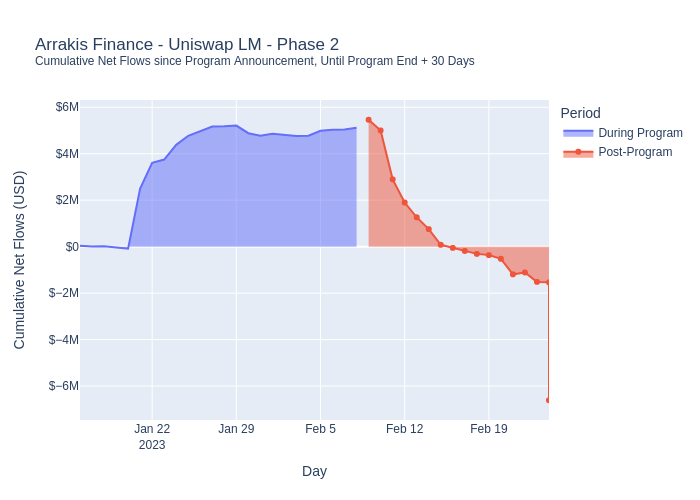 Arrakis Finance - Uniswap LM - Phase 2
Cumulative Net Flows since Program Announcement, Until Program End + 30 Days
Period
During Program
Post-Program
Cumulative Net Flows (USD)
$6M
$4M
$2M
$0
$−2M
$−4M
$−6M
Jan 22
2023
Jan 29
Feb 5
Feb 12
Feb 19
Day